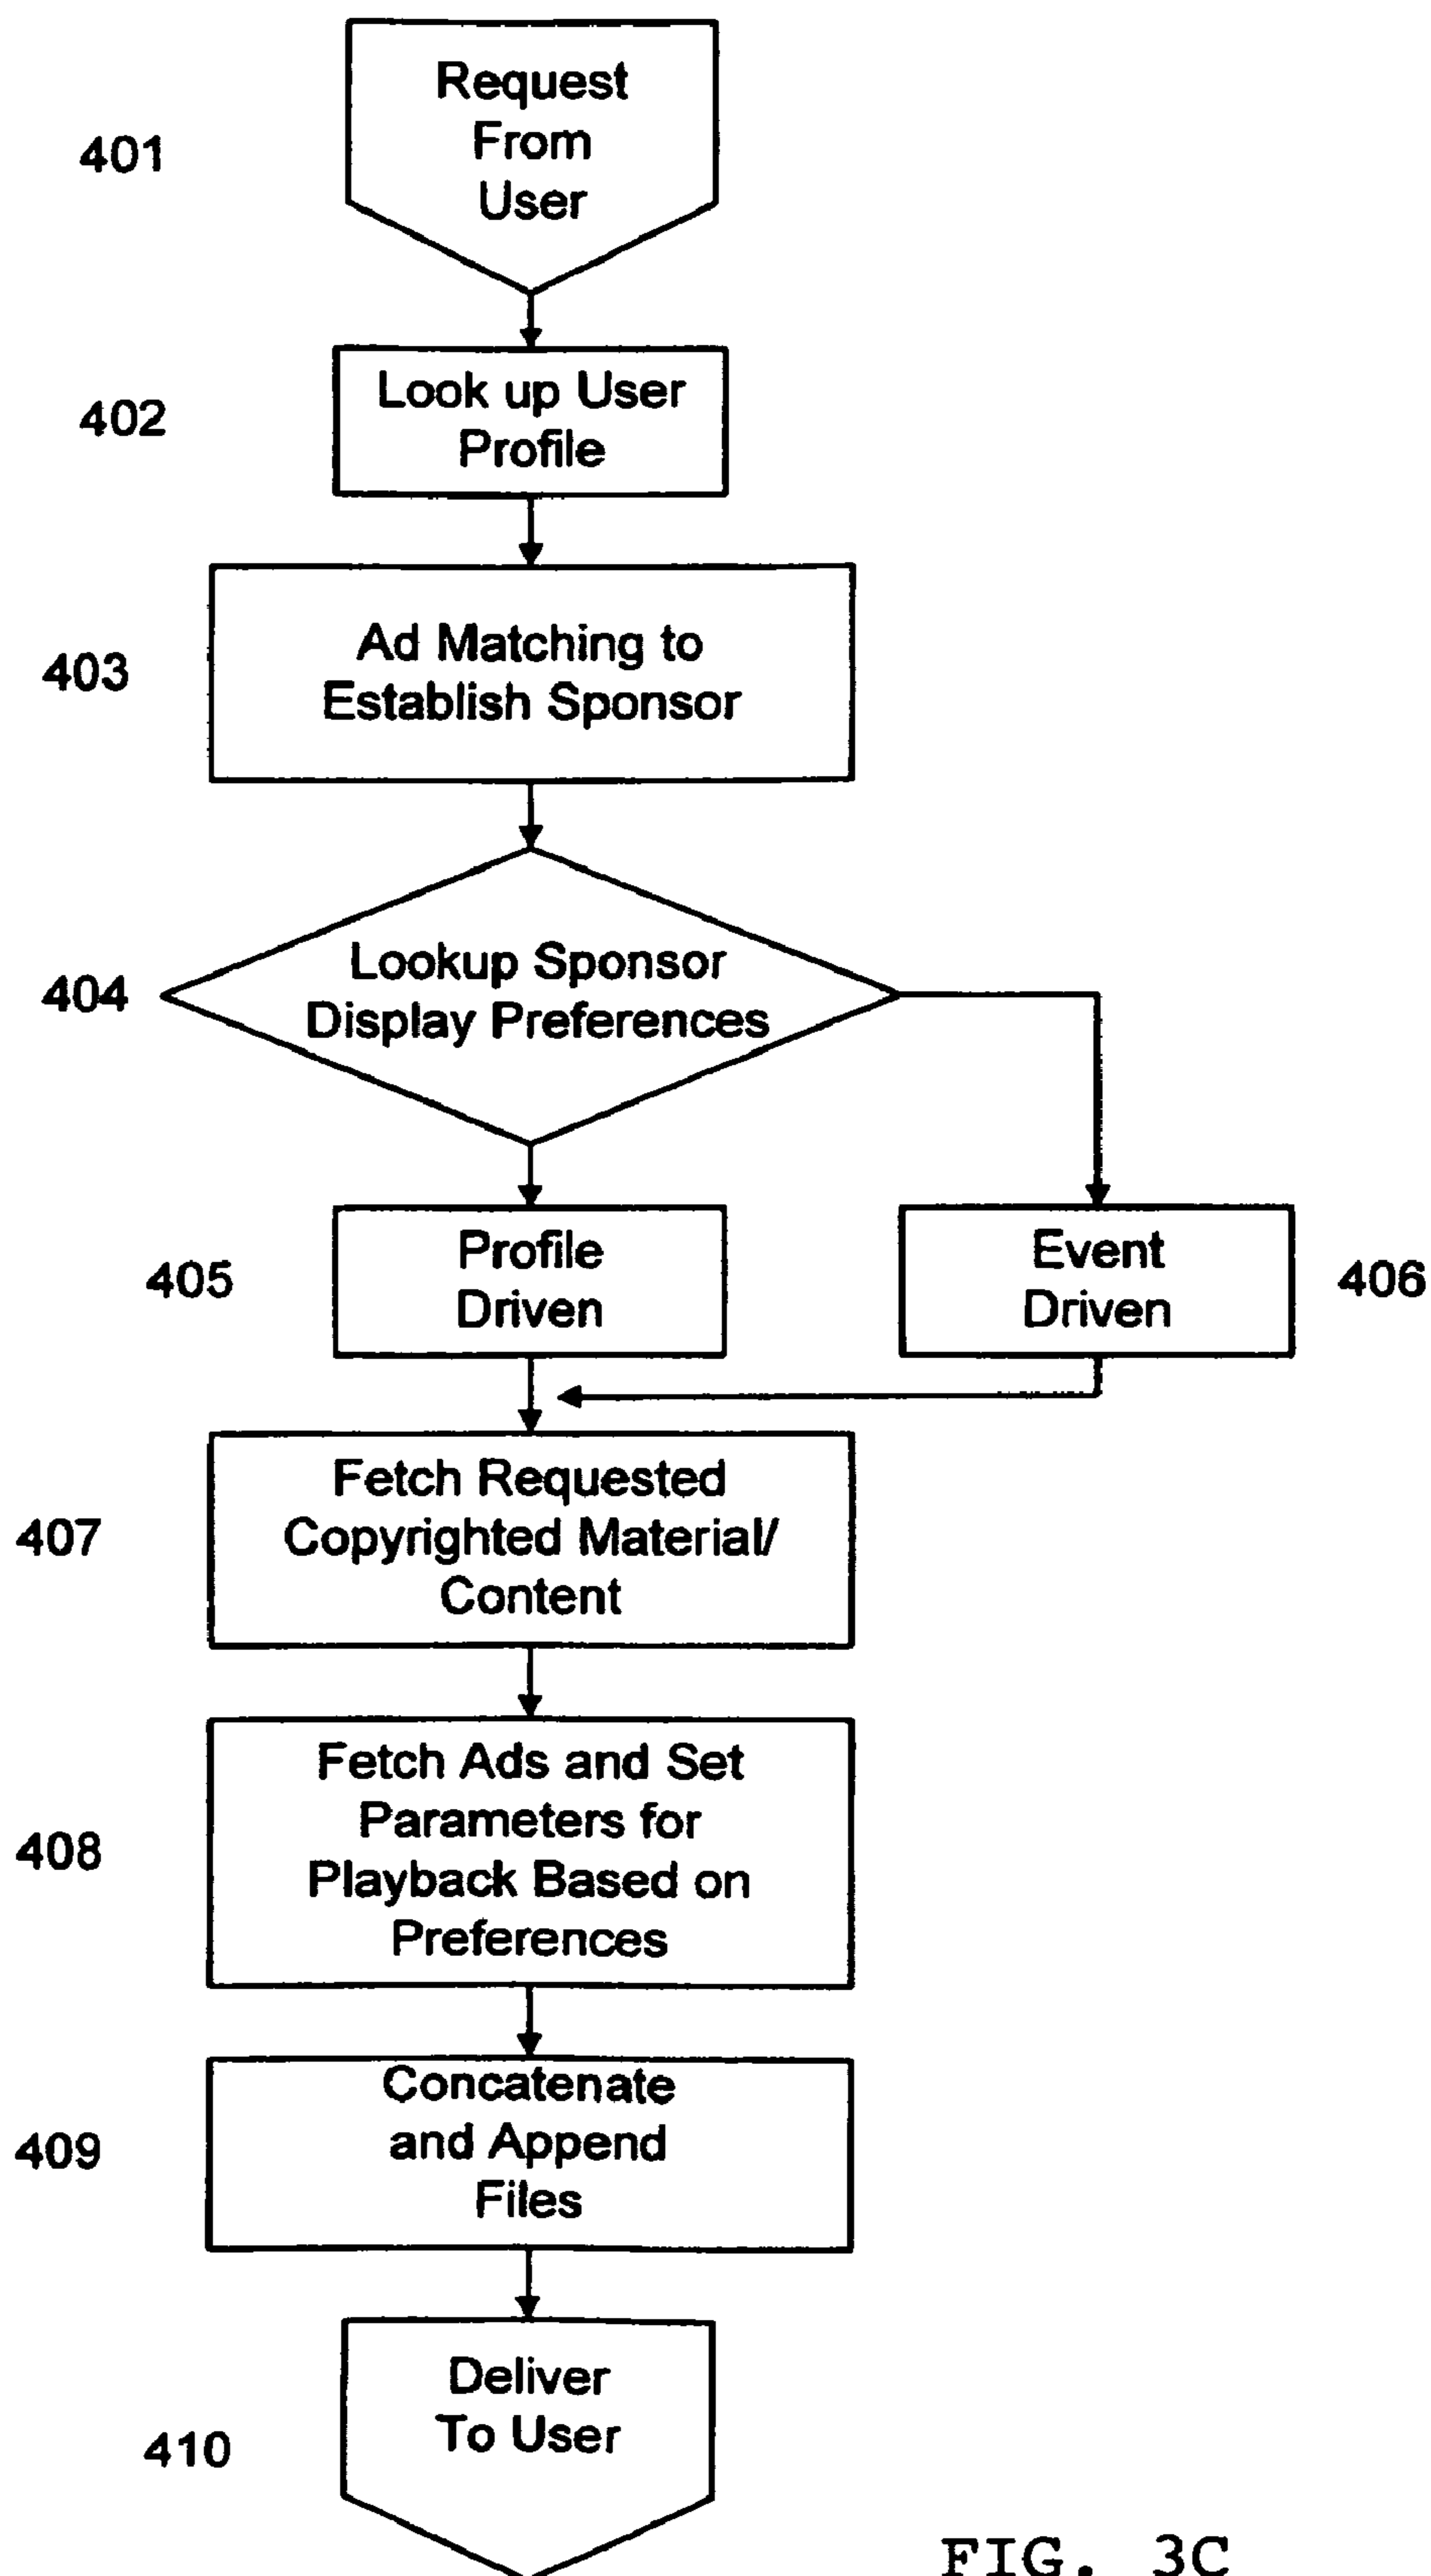 401
Request
From
User
402
Look up User
Profile
403
Ad Matching to
Establish Sponsor
404
Lookup Sponsor
Display Preferences
405
Profile
Driven
Event
Driven
406
407
Fetch Requested
Copyrighted Material/
Content
408
Fetch Ads and Set
Parameters for
Playback Based on
Preferences
409
Concatenate
and Append
Files
410
Deliver
To User
FIG. 3C